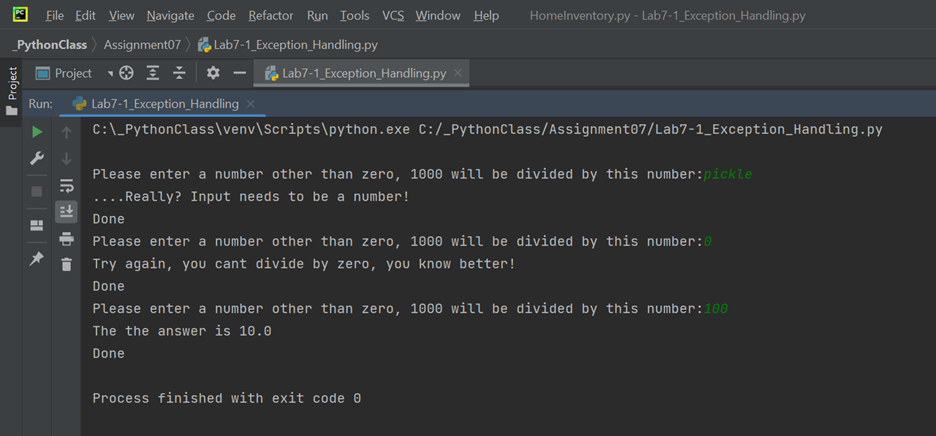 PC File Edit View Navigate Code Refactor Run Tools VCS Window Help HomeInventory.py - Lab7-1_Exception_Handling.py
_PythonClass Assignment07 Lab7-1_Exception_Handling.py
Project
Project Lab7-1_Exception_Handling.py
Run: Lab7-1_Exception_Handling
C:\_PythonClass\venv\Scripts\python.exe C:/_PythonClass/Assignment07/Lab7-1_Exception_Handling.py
Please enter a number other than zero, 1000 will be divided by this number:pickle
....Really? Input needs to be a number!
Done
Please enter a number other than zero, 1000 will be divided by this number:0
Try again, you cant divide by zero, you know better!
Done
Please enter a number other than zero, 1000 will be divided by this number:100
The the answer is 10.0
Done
Process finished with exit code 0